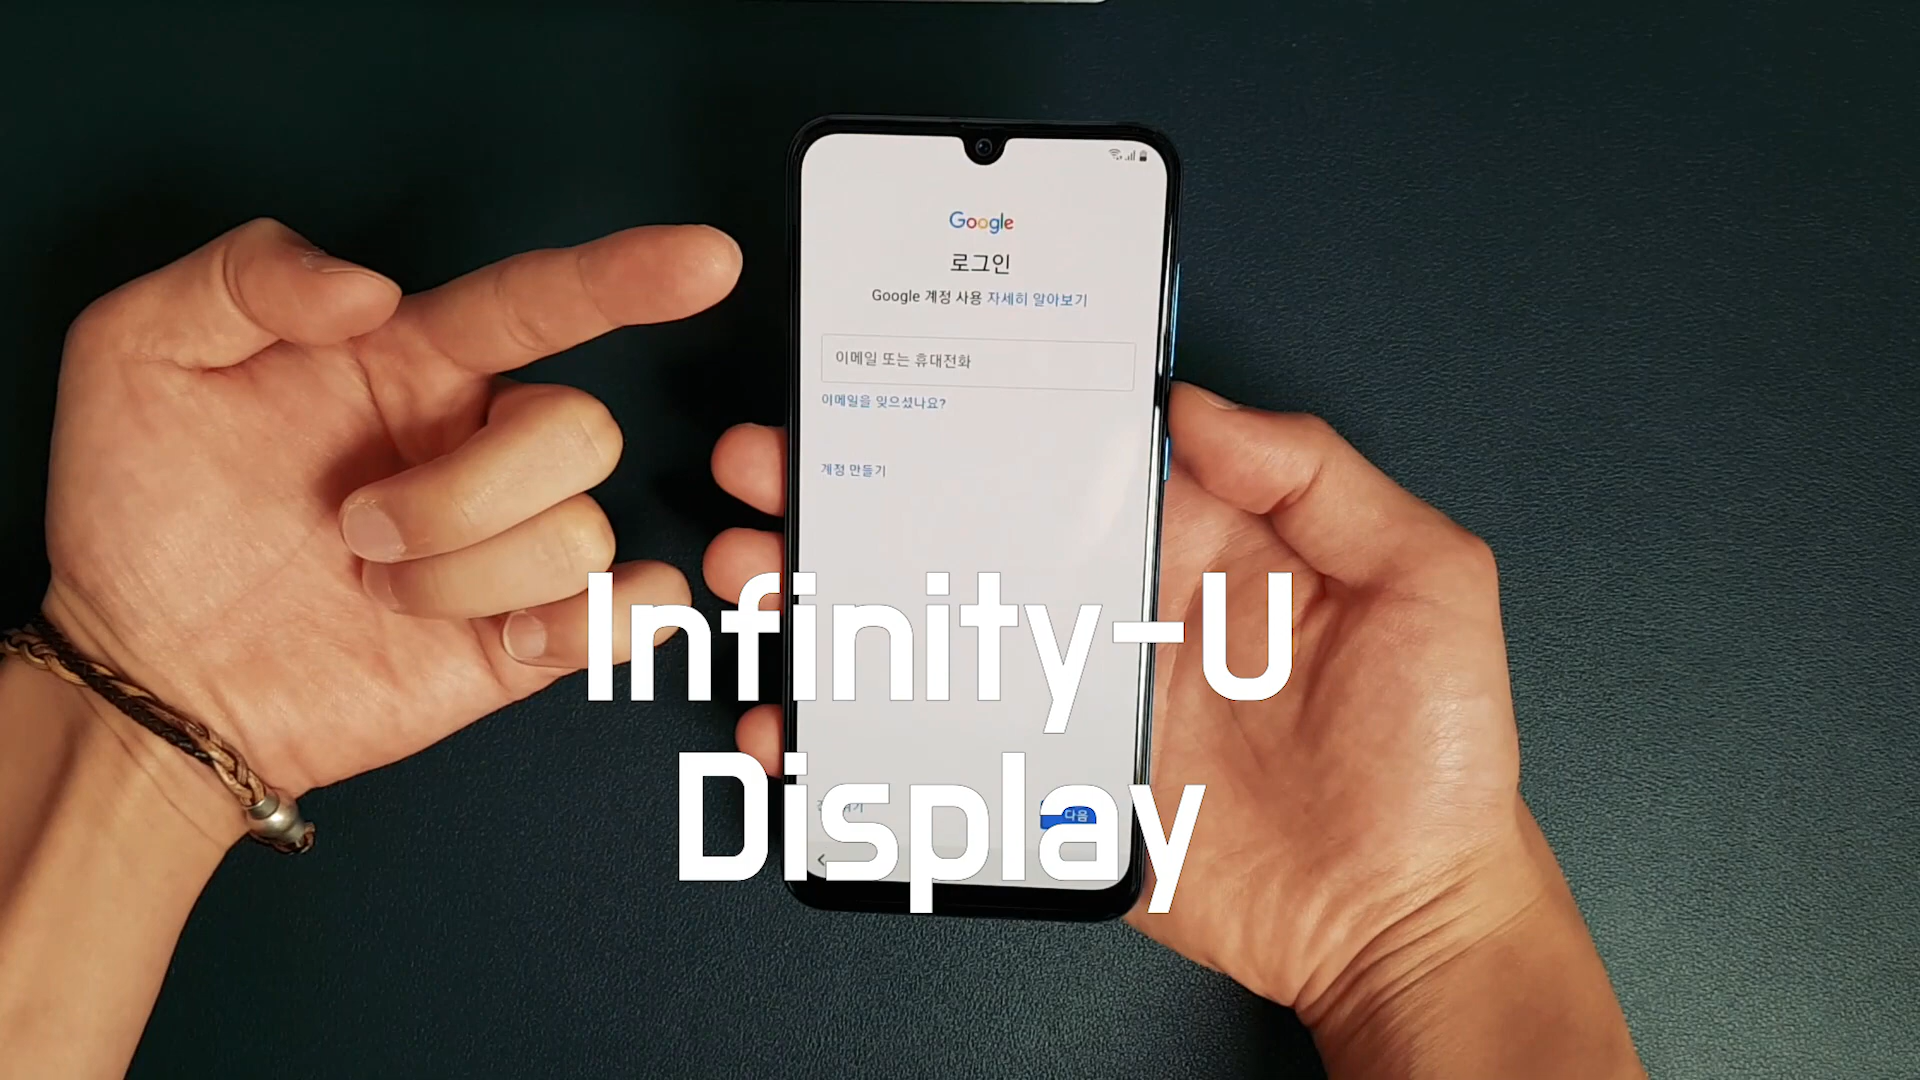 Google
로그인
Google 계정 사용 자세히 알아보기
이메일 또는 휴대전화
이메일을 잊으셨나요?
계정 만들기
Infinity-U
Display
다음